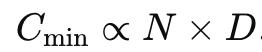 C_min ∝ N × D.